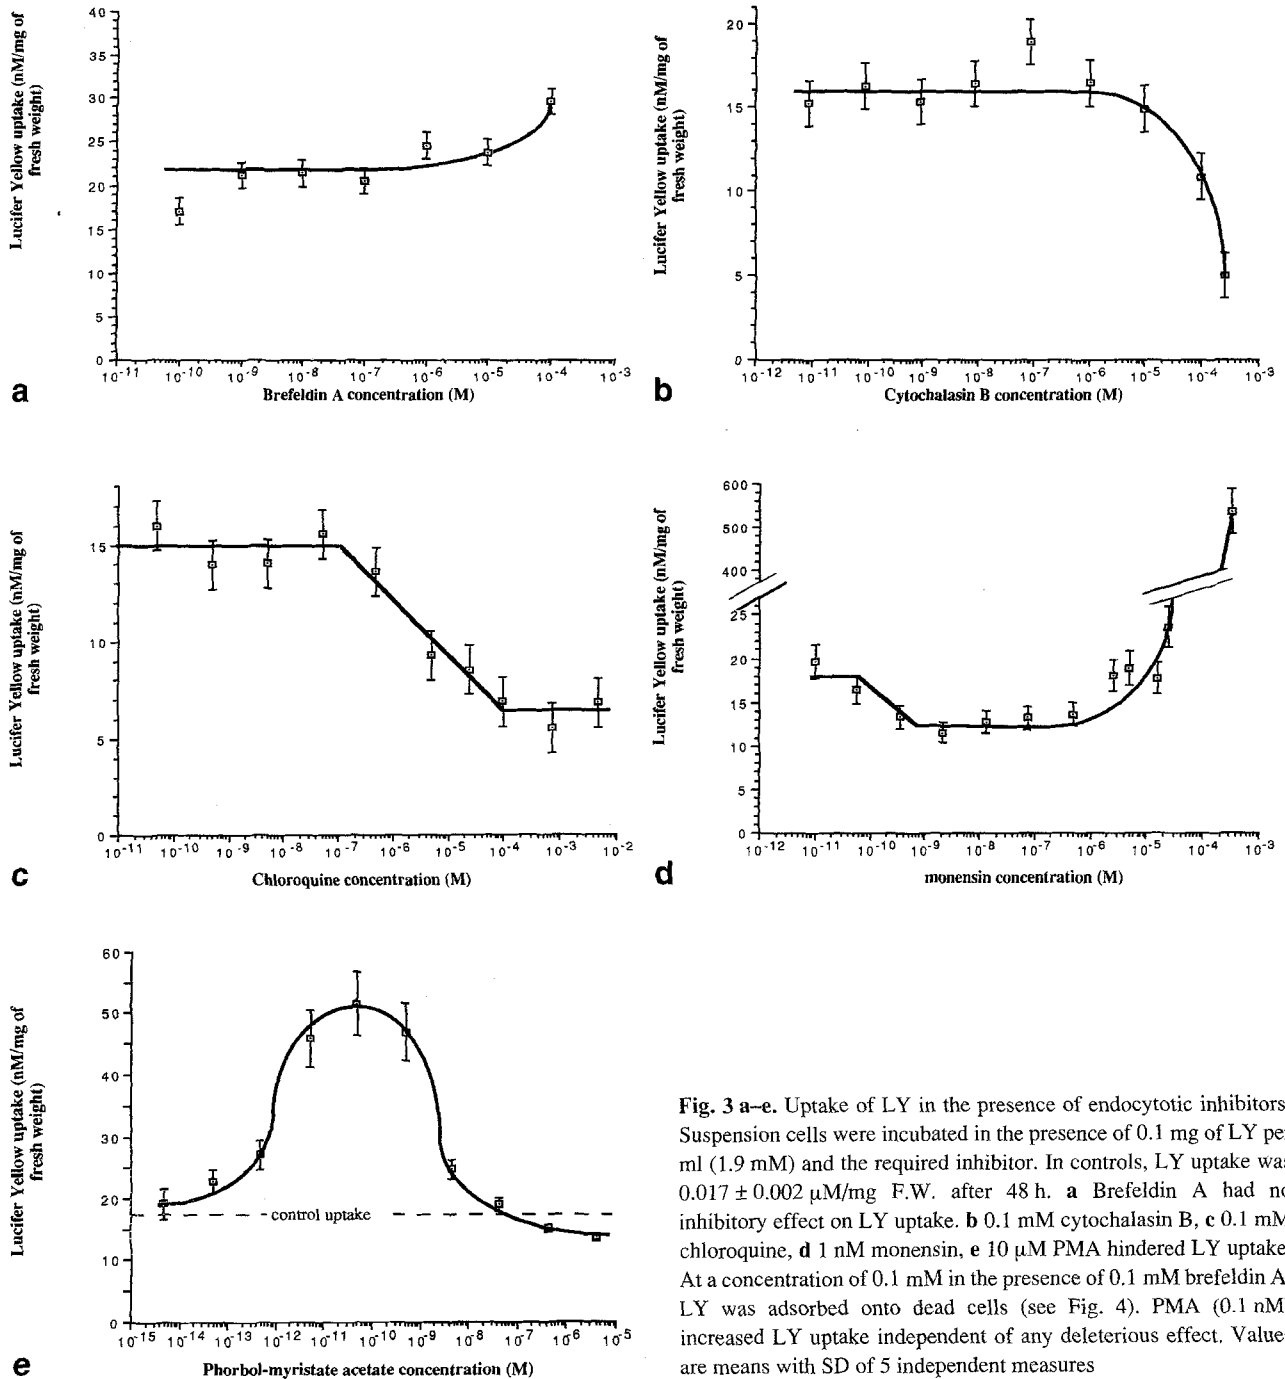 Lucifer Yellow uptake (nM/mg of
fresh weight)
40
35
30
25
20
15
10
5
0
10-11 10-10 10-9 10-8 10-7 10-6 10-5 10-4 10-3
Brefeldin A concentration (M)
a
Lucifer Yellow uptake (nM/mg of
fresh weight)
20
15
10
5
0
10-12 10-11 10-10 10-9 10-8 10-7 10-6 10-5 10-4 10-3
Cytochalasin B concentration (M)
b
Lucifer Yellow uptake (nM/mg of
fresh weight)
15
10
5
0
10-11 10-10 10-9 10-8 10-7 10-6 10-5 10-4 10-3 10-2
Chloroquine concentration (M)
c
Lucifer Yellow uptake (nM/mg of
fresh weight)
600
500
400
25
20
15
10
5
0
10-12 10-11 10-10 10-9 10-8 10-7 10-6 10-5 10-4 10-3
monensin concentration (M)
d
Lucifer Yellow uptake (nM/mg of
fresh weight)
60
50
40
30
20
10
0
control uptake
10-15 10-14 10-13 10-12 10-11 10-10 10-9 10-8 10-7 10-6 10-5
Phorbol-myristate acetate concentration (M)
e
Fig. 3 a–e. Uptake of LY in the presence of endocytotic inhibitors
Suspension cells were incubated in the presence of 0.1 mg of LY pe
ml (1.9 mM) and the required inhibitor. In controls, LY uptake wa
0.017 ± 0.002 µM/mg F.W. after 48 h. a Brefeldin A had no
inhibitory effect on LY uptake. b 0.1 mM cytochalasin B, c 0.1 mM
chloroquine, d 1 nM monensin, e 10 µM PMA hindered LY uptake
At a concentration of 0.1 mM in the presence of 0.1 mM brefeldin A
LY was adsorbed onto dead cells (see Fig. 4). PMA (0.1 nM
increased LY uptake independent of any deleterious effect. Value
are means with SD of 5 independent measures